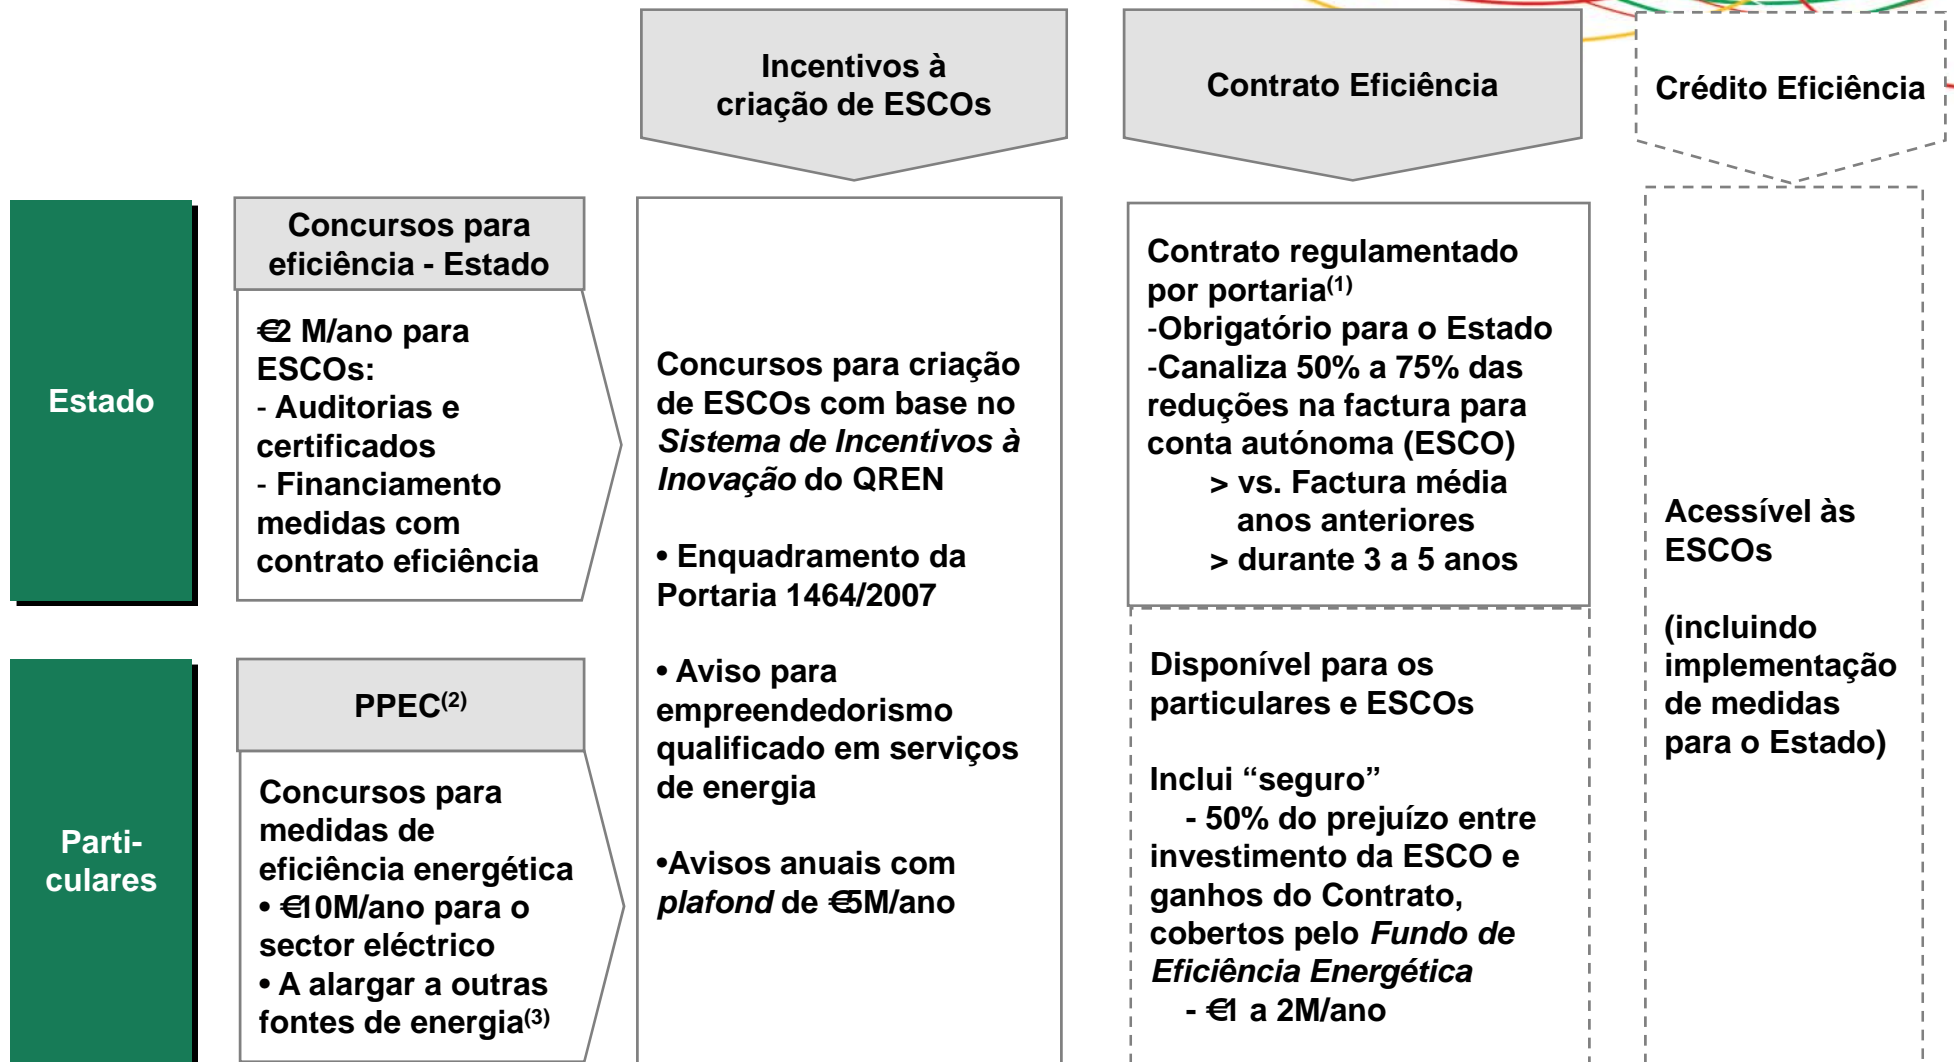 Incentivos à
criação de ESCOs
Contrato Eficiência
Crédito Eficiência
Estado
Concursos para
eficiência - Estado
€2 M/ano para
ESCOs:
- Auditorias e
certificados
- Financiamento
medidas com
contrato eficiência
Concursos para criação
de ESCOs com base no
Sistema de Incentivos à
Inovação do QREN
• Enquadramento da
Portaria 1464/2007
• Aviso para
empreendedorismo
qualificado em serviços
de energia
•Avisos anuais com
plafond de €5M/ano
Contrato regulamentado
por portaria(1)
-Obrigatório para o Estado
-Canaliza 50% a 75% das
reduções na factura para
conta autónoma (ESCO)
> vs. Factura média
anos anteriores
> durante 3 a 5 anos
Acessível às
ESCOs
(incluindo
implementação
de medidas
para o Estado)
Parti-
culares
PPEC(2)
Concursos para
medidas de
eficiência energética
• €10M/ano para o
sector eléctrico
• A alargar a outras
fontes de energia(3)
Disponível para os
particulares e ESCOs
Inclui “seguro”
- 50% do prejuízo entre
investimento da ESCO e
ganhos do Contrato,
cobertos pelo Fundo de
Eficiência Energética
- €1 a 2M/ano